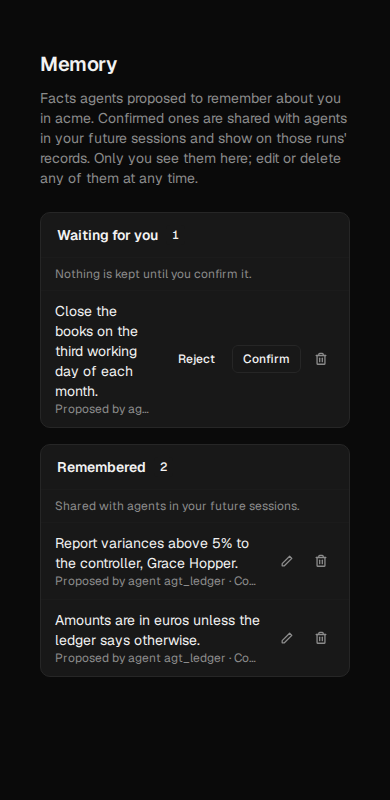 Memory
Facts agents proposed to remember about you
in acme. Confirmed ones are shared with agents
in your future sessions and show on those runs'
records. Only you see them here; edit or delete
any of them at any time.
Waiting for you 1
Nothing is kept until you confirm it.
Close the
books on the
third working
day of each
month.
Proposed by ag…
Reject Confirm
Remembered 2
Shared with agents in your future sessions.
Report variances above 5% to
the controller, Grace Hopper.
Proposed by agent agt_ledger · Co…
Amounts are in euros unless the
ledger says otherwise.
Proposed by agent agt_ledger · Co…